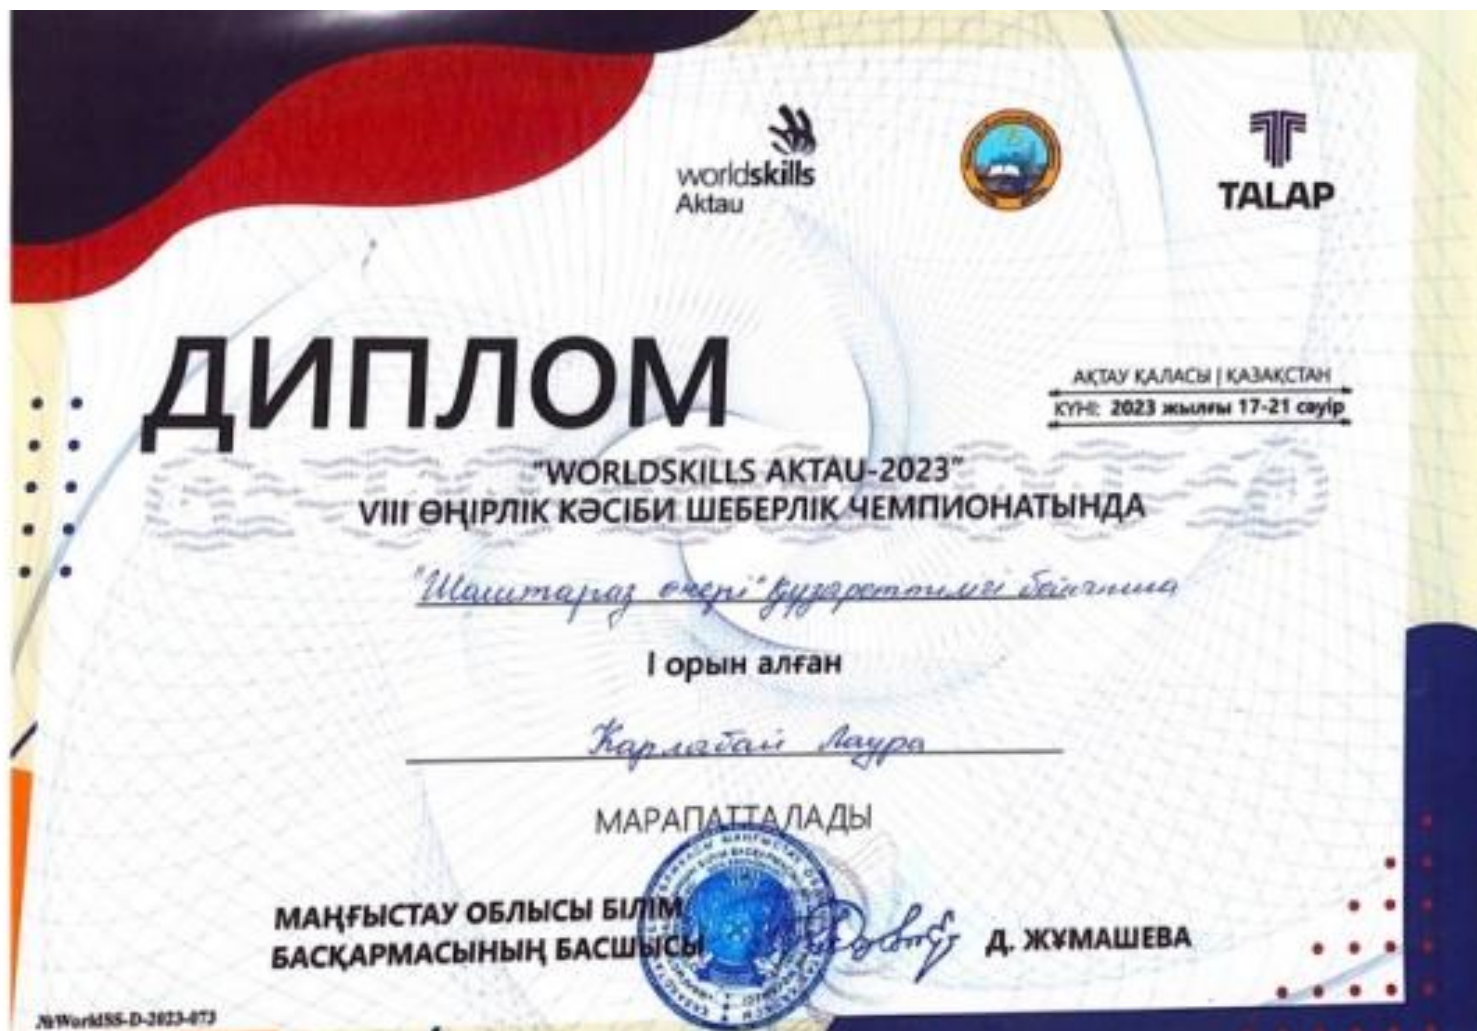 worldskills
Aktau
TALAP
ДИПЛОМ
АҚТАУ ҚАЛАСЫ | ҚАЗАҚСТАН
КҮНІ: 2023 жылғы 17-21 сәуір
"WORLDSKILLS AKTAU-2023"
VIII ӨҢІРЛІК КӘСІБИ ШЕБЕРЛІК ЧЕМПИОНАТЫНДА
"Шаштараз өнері" құзыреттілігі бойынша
I орын алған
Карлабай Лаура
МАРАПАТТАЛАДЫ
МАҢҒЫСТАУ ОБЛЫСЫ БІЛІМ
БАСҚАРМАСЫНЫҢ БАСШЫСЫ
Д. ЖҰМАШЕВА
№WorldSS-D-2023-073